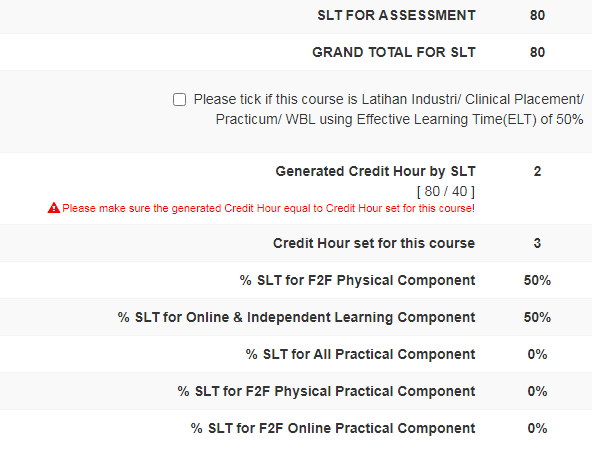 SLT FOR ASSESSMENT 80
GRAND TOTAL FOR SLT 80
Please tick if this course is Latihan Industri/ Clinical Placement/
Practicum/ WBL using Effective Learning Time(ELT) of 50%
Generated Credit Hour by SLT 2
[ 80 / 40 ]
Please make sure the generated Credit Hour equal to Credit Hour set for this course!
Credit Hour set for this course 3
% SLT for F2F Physical Component 50%
% SLT for Online & Independent Learning Component 50%
% SLT for All Practical Component 0%
% SLT for F2F Physical Practical Component 0%
% SLT for F2F Online Practical Component 0%